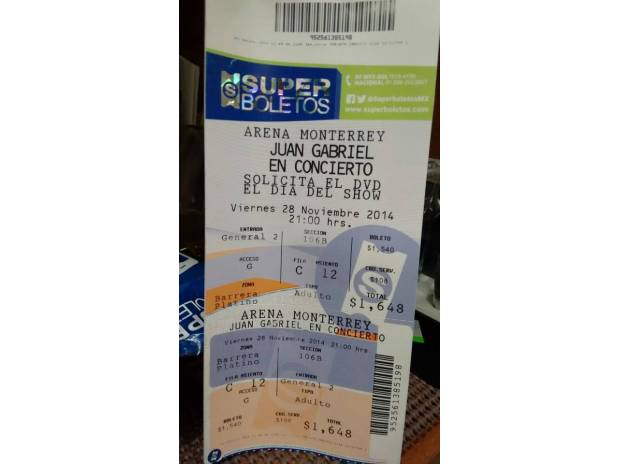 952561385198
SUPER
BOLETOS
@SuperboletosMX
www.superboletos.com
ARENA MONTERREY
JUAN GABRIEL
EN CONCIERTO
SOLICITA EL DVD
EL DIA DEL SHOW
Viernes 28 Noviembre 2014
21:00 hrs.
ENTRADA SECCION BOLETO
General 2 106B $1,540
ACCESO FILA ASIENTO CGO.SERV.
G C 12 $108
ZONA TIPO TOTAL
Barrera Adulto $1,648
Platino
ARENA MONTERREY
JUAN GABRIEL EN CONCIERTO
Viernes 28 Noviembre 2014 21:00 hrs.
ZONA SECCION
Barrera 106B
Platino
FILA ASIENTO ENTRADA
C 12 General 2
ACCESO TIPO
G Adulto
BOLETO CGO.SERV. TOTAL
$1,540 $108 $1,648
952561385198